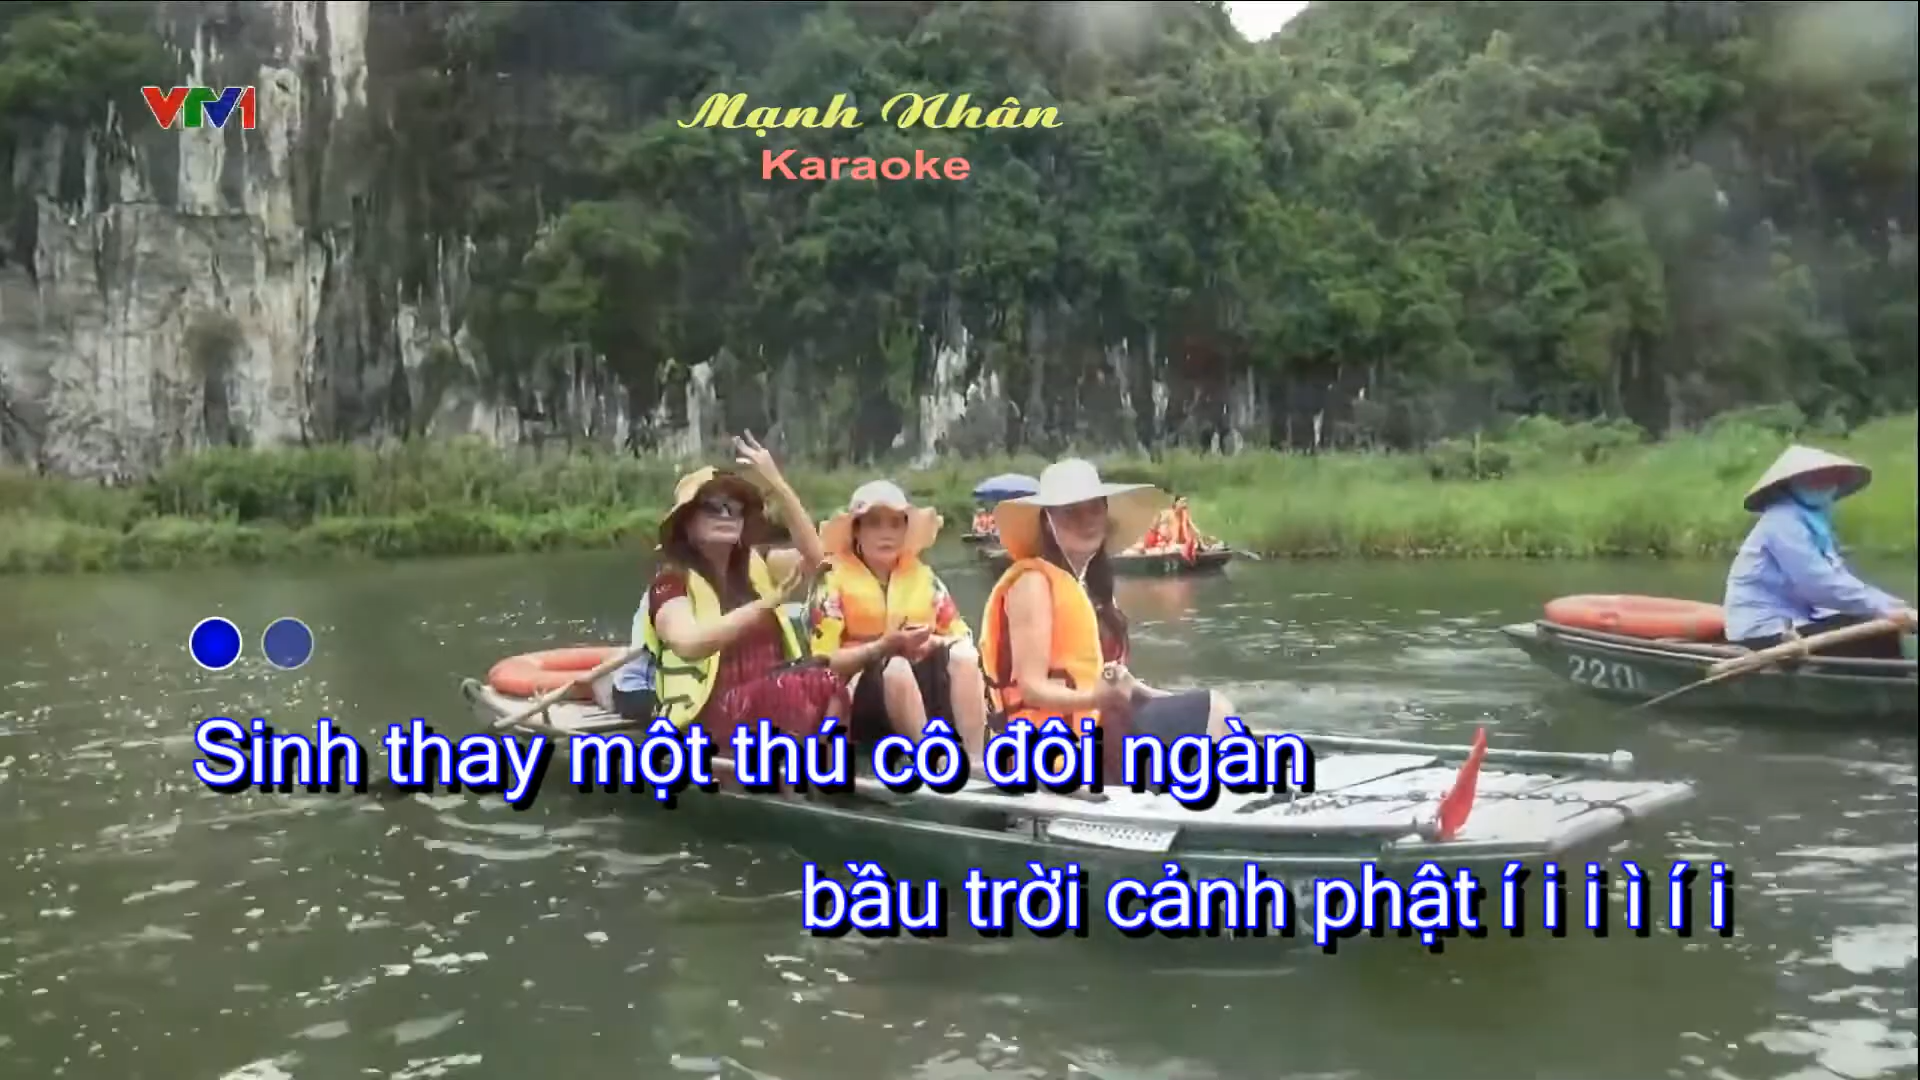 VTV1
Mạnh Nhân
Karaoke
220
Sinh thay một thú cô đôi ngàn
bầu trời cảnh phật í i i ì í i